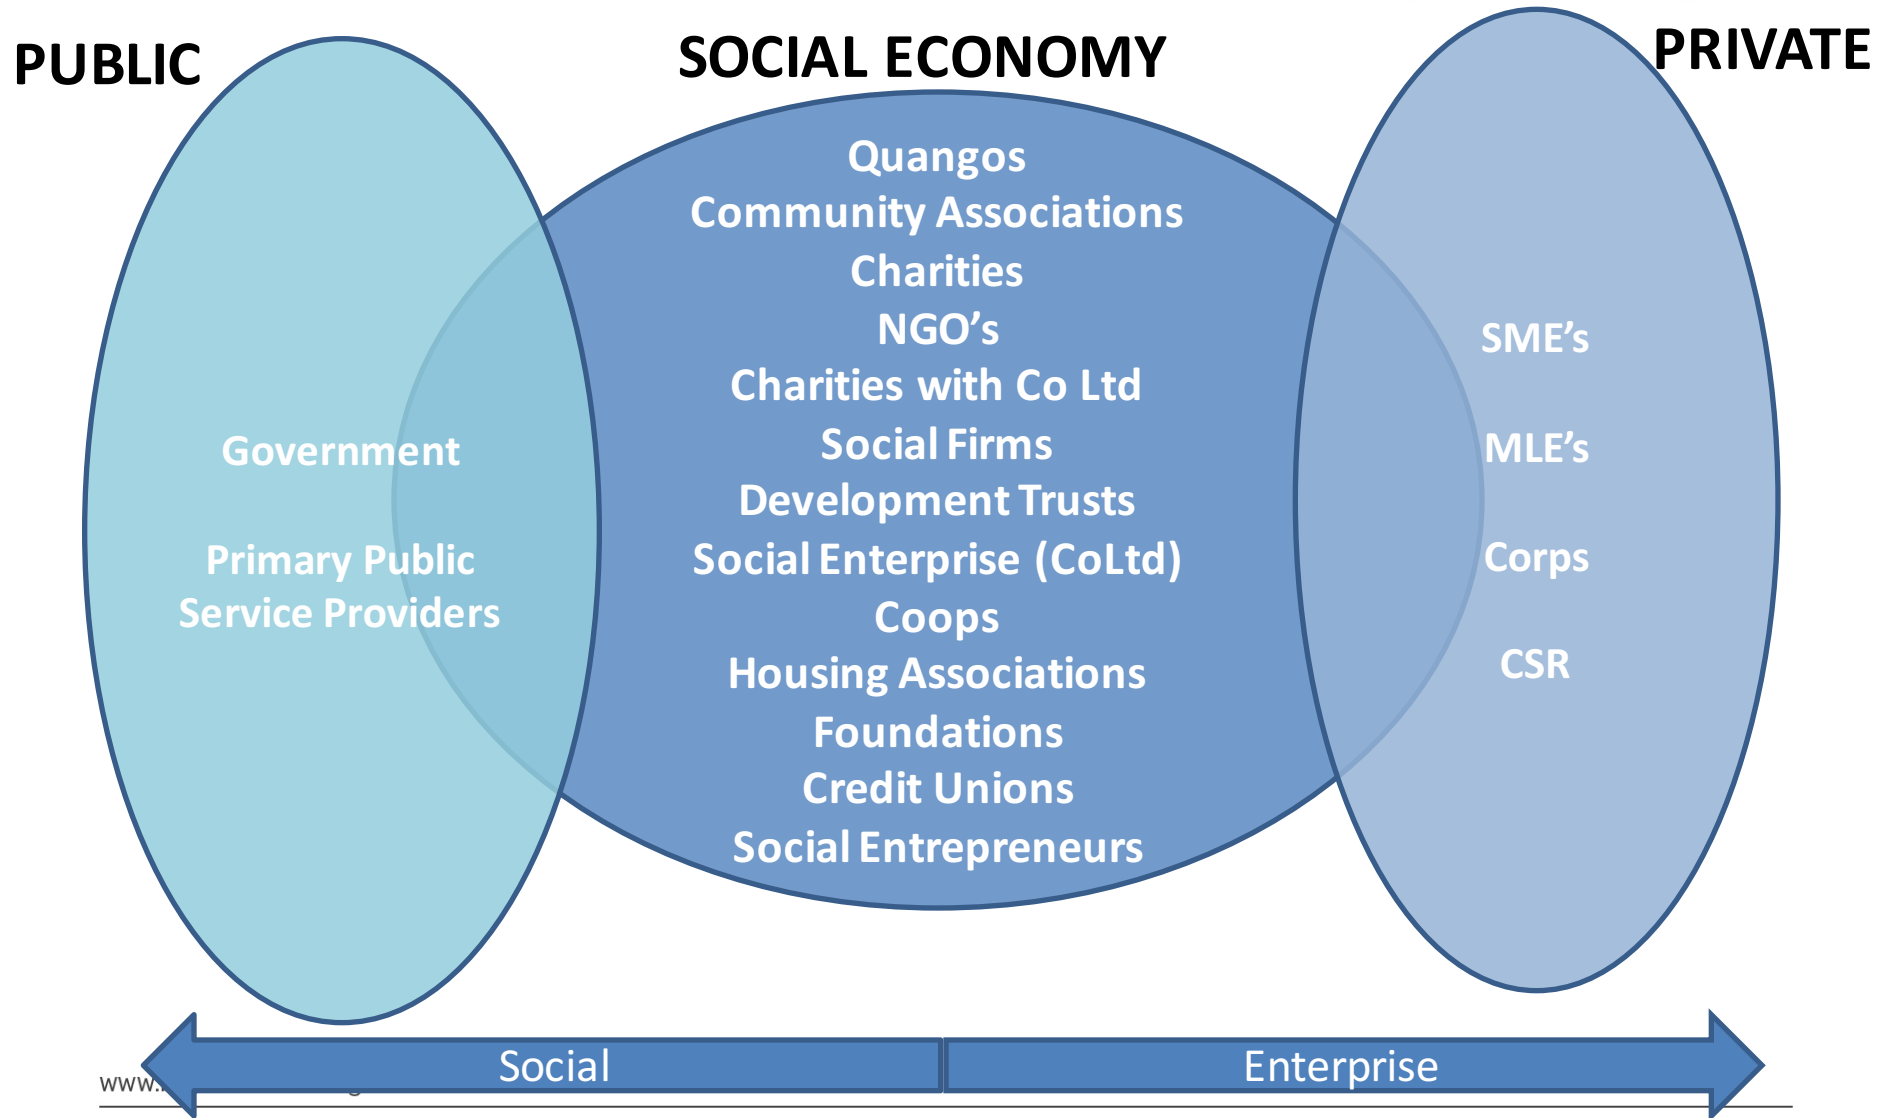 PUBLIC
SOCIAL ECONOMY
PRIVATE
Government
Primary Public
Service Providers
Quangos
Community Associations
Charities
NGO’s
Charities with Co Ltd
Social Firms
Development Trusts
Social Enterprise (CoLtd)
Coops
Housing Associations
Foundations
Credit Unions
Social Entrepreneurs
SME’s
MLE’s
Corps
CSR
Social
Enterprise
www.